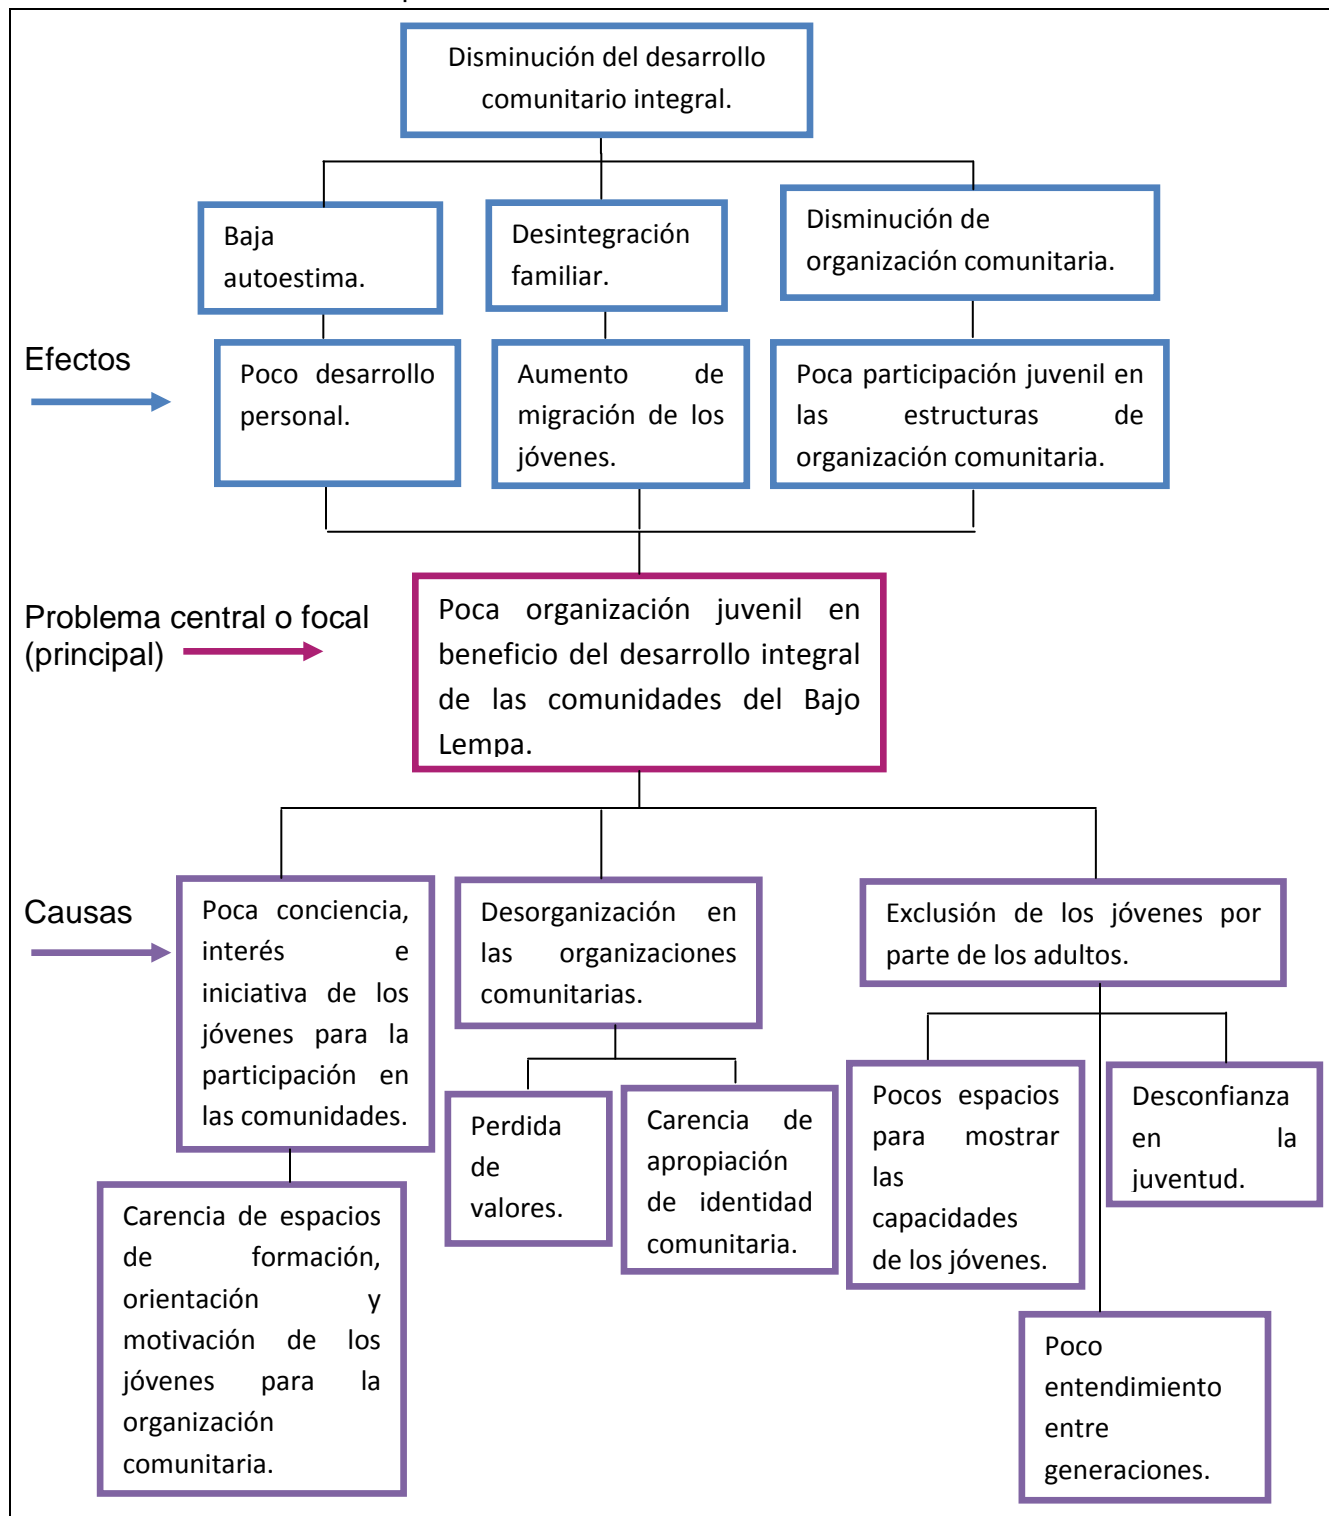 Disminución del desarrollo
comunitario integral.
Baja
autoestima.
Desintegración
familiar.
Disminución de
organización comunitaria.
Efectos
Poco desarrollo
personal.
Aumento de
migración de los
jóvenes.
Poca participación juvenil en
las estructuras de
organización comunitaria.
Problema central o focal
(principal)
Poca organización juvenil en
beneficio del desarrollo integral
de las comunidades del Bajo
Lempa.
Causas
Poca conciencia,
interés e
iniciativa de los
jóvenes para la
participación en
las comunidades.
Desorganización en
las organizaciones
comunitarias.
Exclusión de los jóvenes por
parte de los adultos.
Carencia de espacios
de formación,
orientación y
motivación de los
jóvenes para la
organización
comunitaria.
Perdida
de
valores.
Carencia de
apropiación
de identidad
comunitaria.
Pocos espacios
para mostrar
las
capacidades
de los jóvenes.
Desconfianza
en la
juventud.
Poco
entendimiento
entre
generaciones.